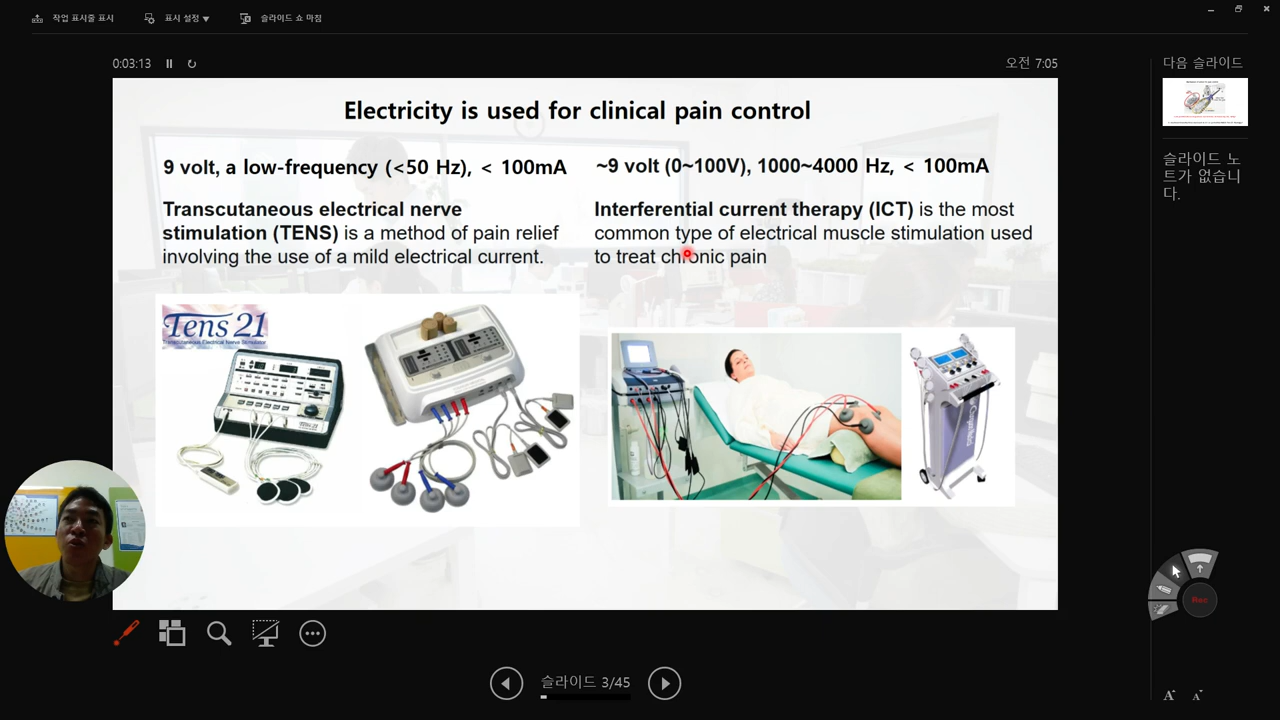 작업 표시줄 표시
표시 설정 ▼
슬라이드 쇼 마침
0:03:13
오전 7:05
다음 슬라이드
Electricity is used for clinical pain control
9 volt, a low-frequency (<50 Hz), < 100mA
~9 volt (0~100V), 1000~4000 Hz, < 100mA
Transcutaneous electrical nerve
stimulation (TENS) is a method of pain relief
involving the use of a mild electrical current.
Interferential current therapy (ICT) is the most
common type of electrical muscle stimulation used
to treat chronic pain
슬라이드 노
트가 없습니
다.
Tens 21
Transcutaneous Electrical Nerve Stimulator
Rec
슬라이드 3/45
A
A